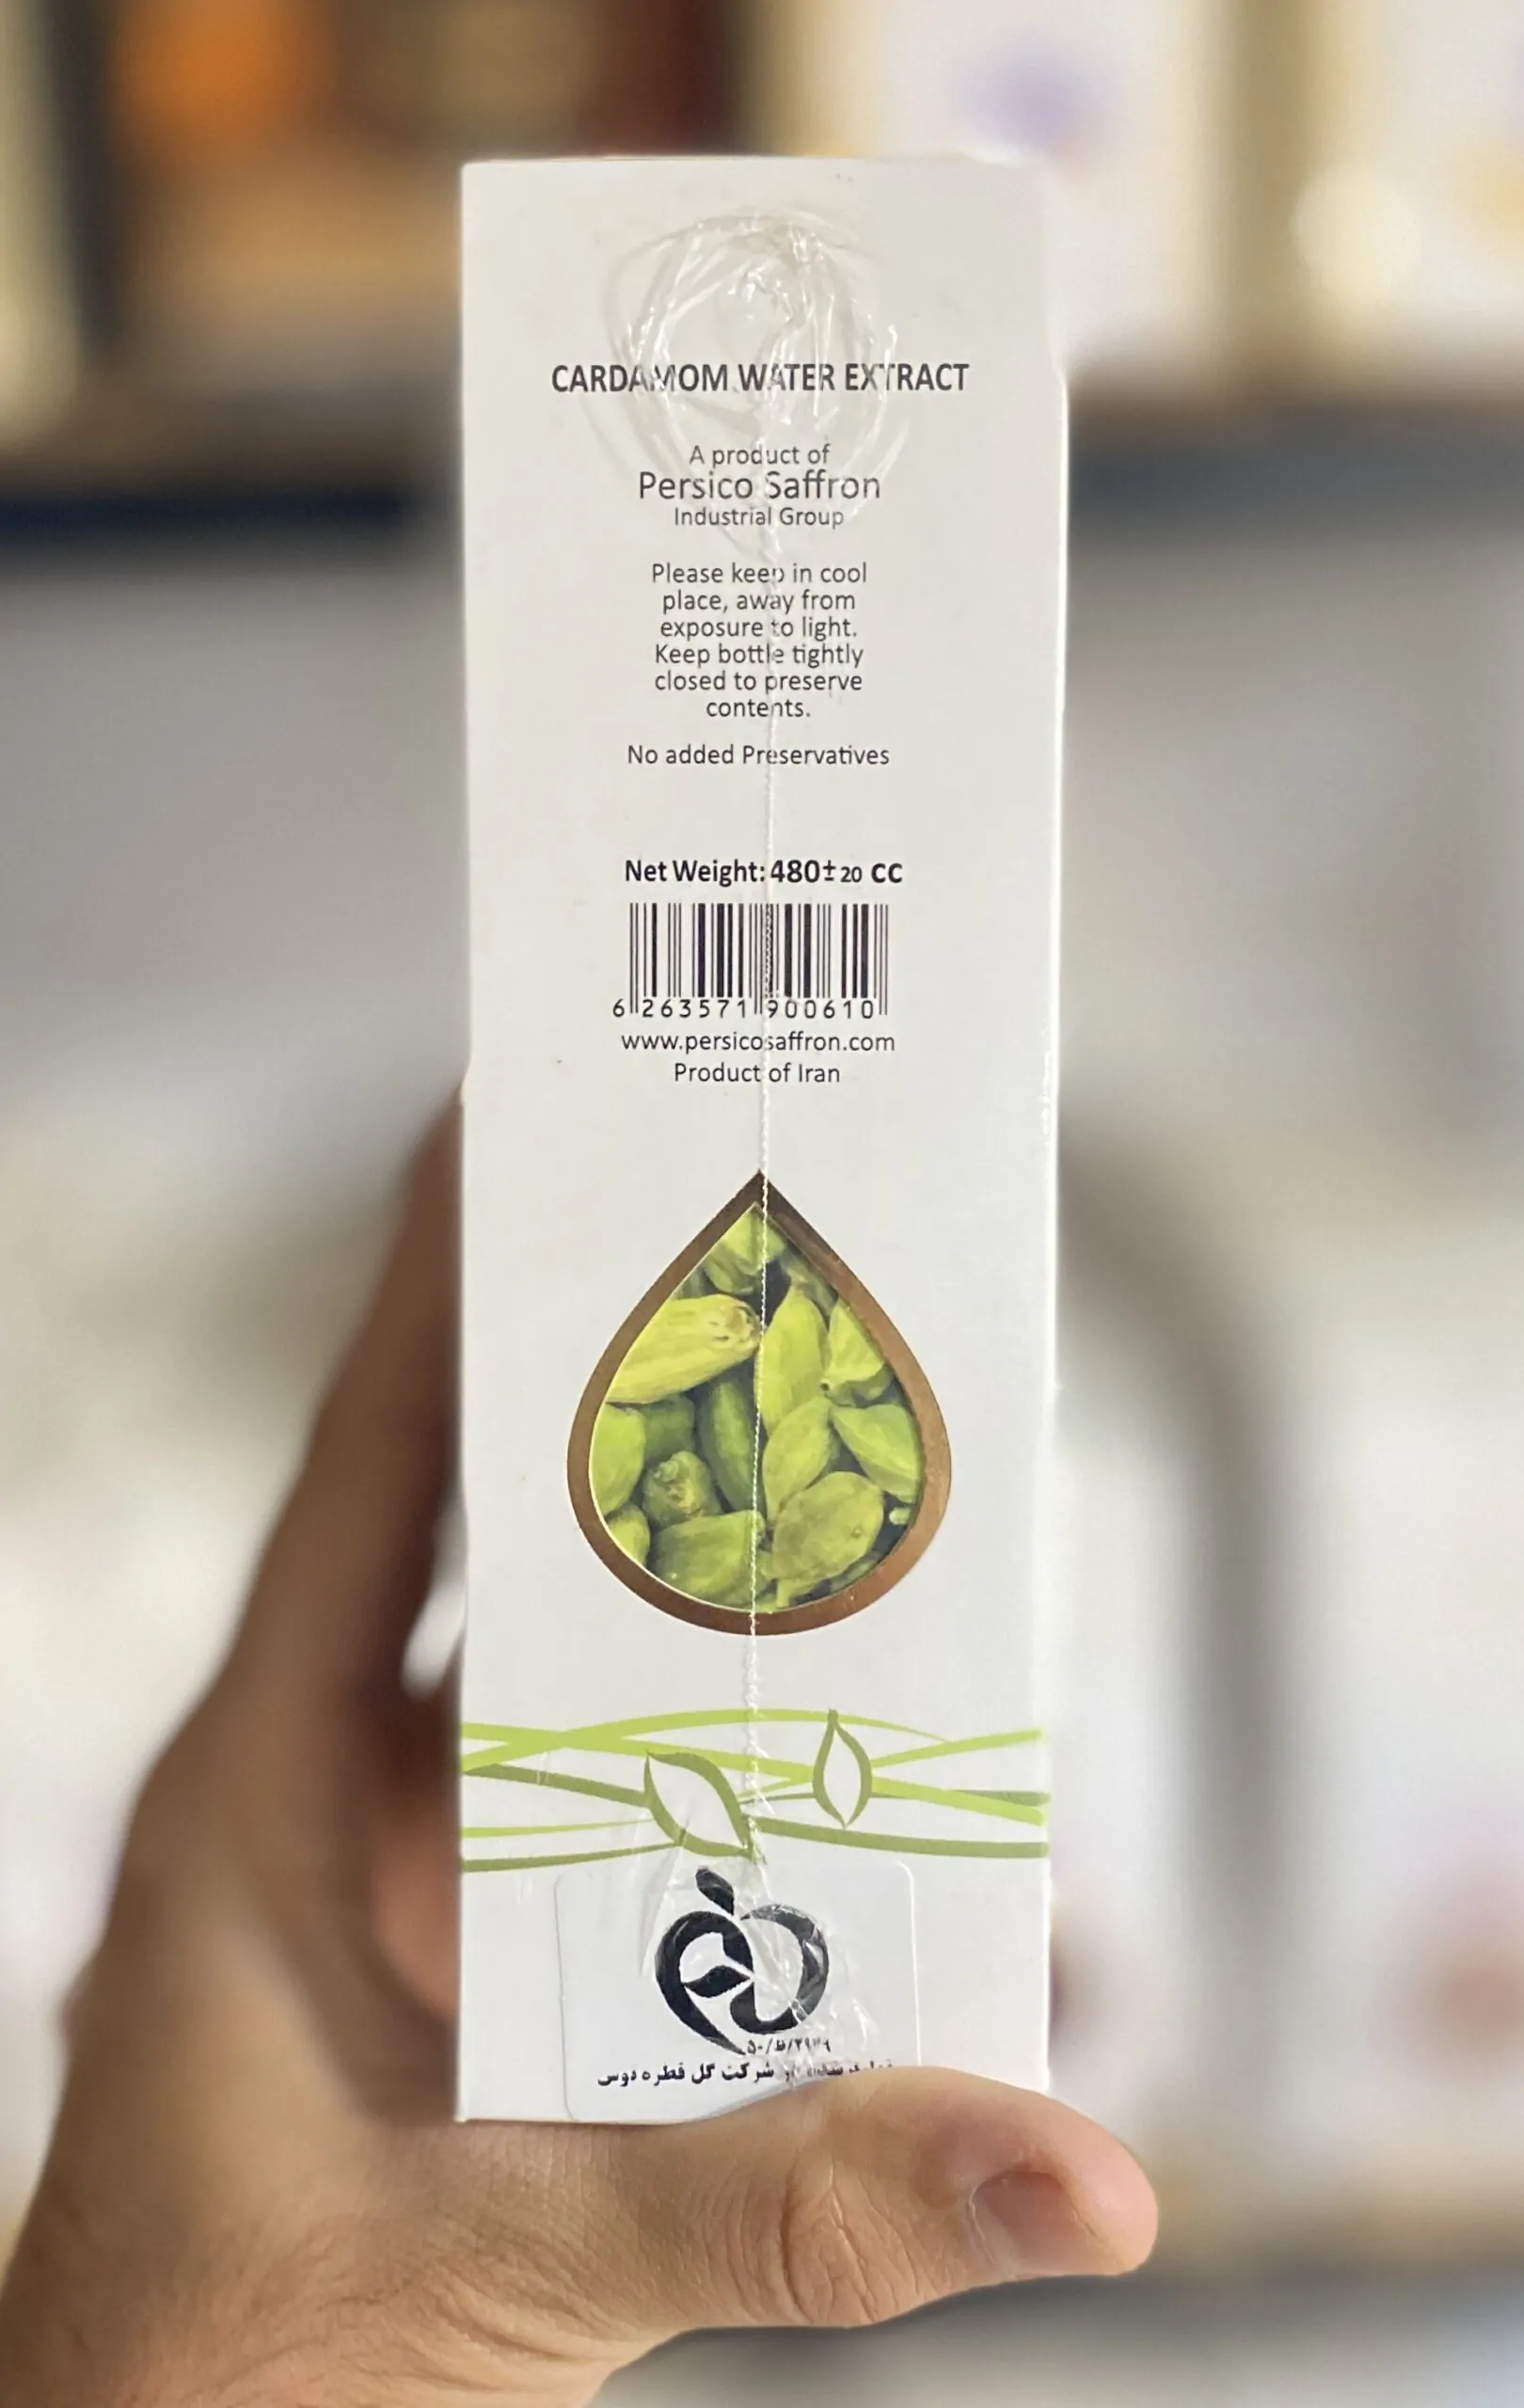 CARDAMOM WATER EXTRACT
A product of
Persico Saffron
Industrial Group
Please keep in cool
place, away from
exposure to light.
Keep bottle tightly
closed to preserve
contents.
No added Preservatives
Net Weight: 480±20 CC
6 263571 900610
www.persicosaffron.com
Product of Iran
شرکت گل قطره دوس